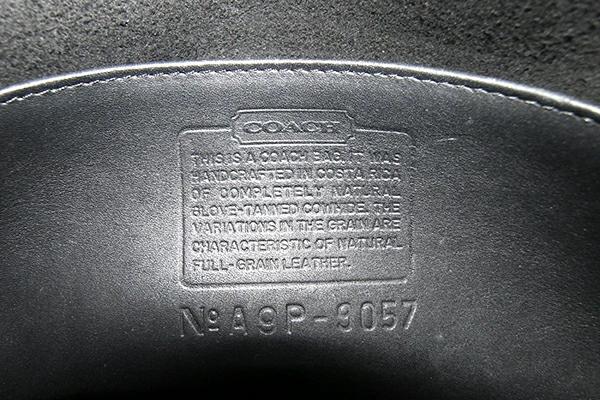 COACH
THIS IS A COACH BAG. IT WAS
HANDCRAFTED IN COSTA RICA
OF COMPLETELY NATURAL
GLOVE-TANNED COWHIDE. THE
VARIATIONS IN THE GRAIN ARE
CHARACTERISTIC OF NATURAL
FULL-GRAIN LEATHER.
Nº A9P-9057